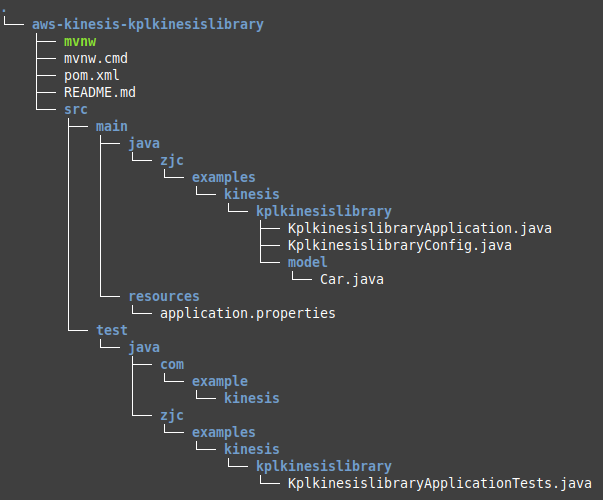 .
└── aws-kinesis-kplkinesislibrary
    ├── mvnw
    ├── mvnw.cmd
    ├── pom.xml
    ├── README.md
    └── src
        ├── main
        │   ├── java
        │   │   └── zjc
        │   │       └── examples
        │   │           └── kinesis
        │   │               └── kplkinesislibrary
        │   │                   ├── KplkinesislibraryApplication.java
        │   │                   ├── KplkinesislibraryConfig.java
        │   │                   └── model
        │   │                       └── Car.java
        │   └── resources
        │       └── application.properties
        └── test
            └── java
                ├── com
                │   └── example
                │       └── kinesis
                └── zjc
                    └── examples
                        └── kinesis
                            └── kplkinesislibrary
                                └── KplkinesislibraryApplicationTests.java